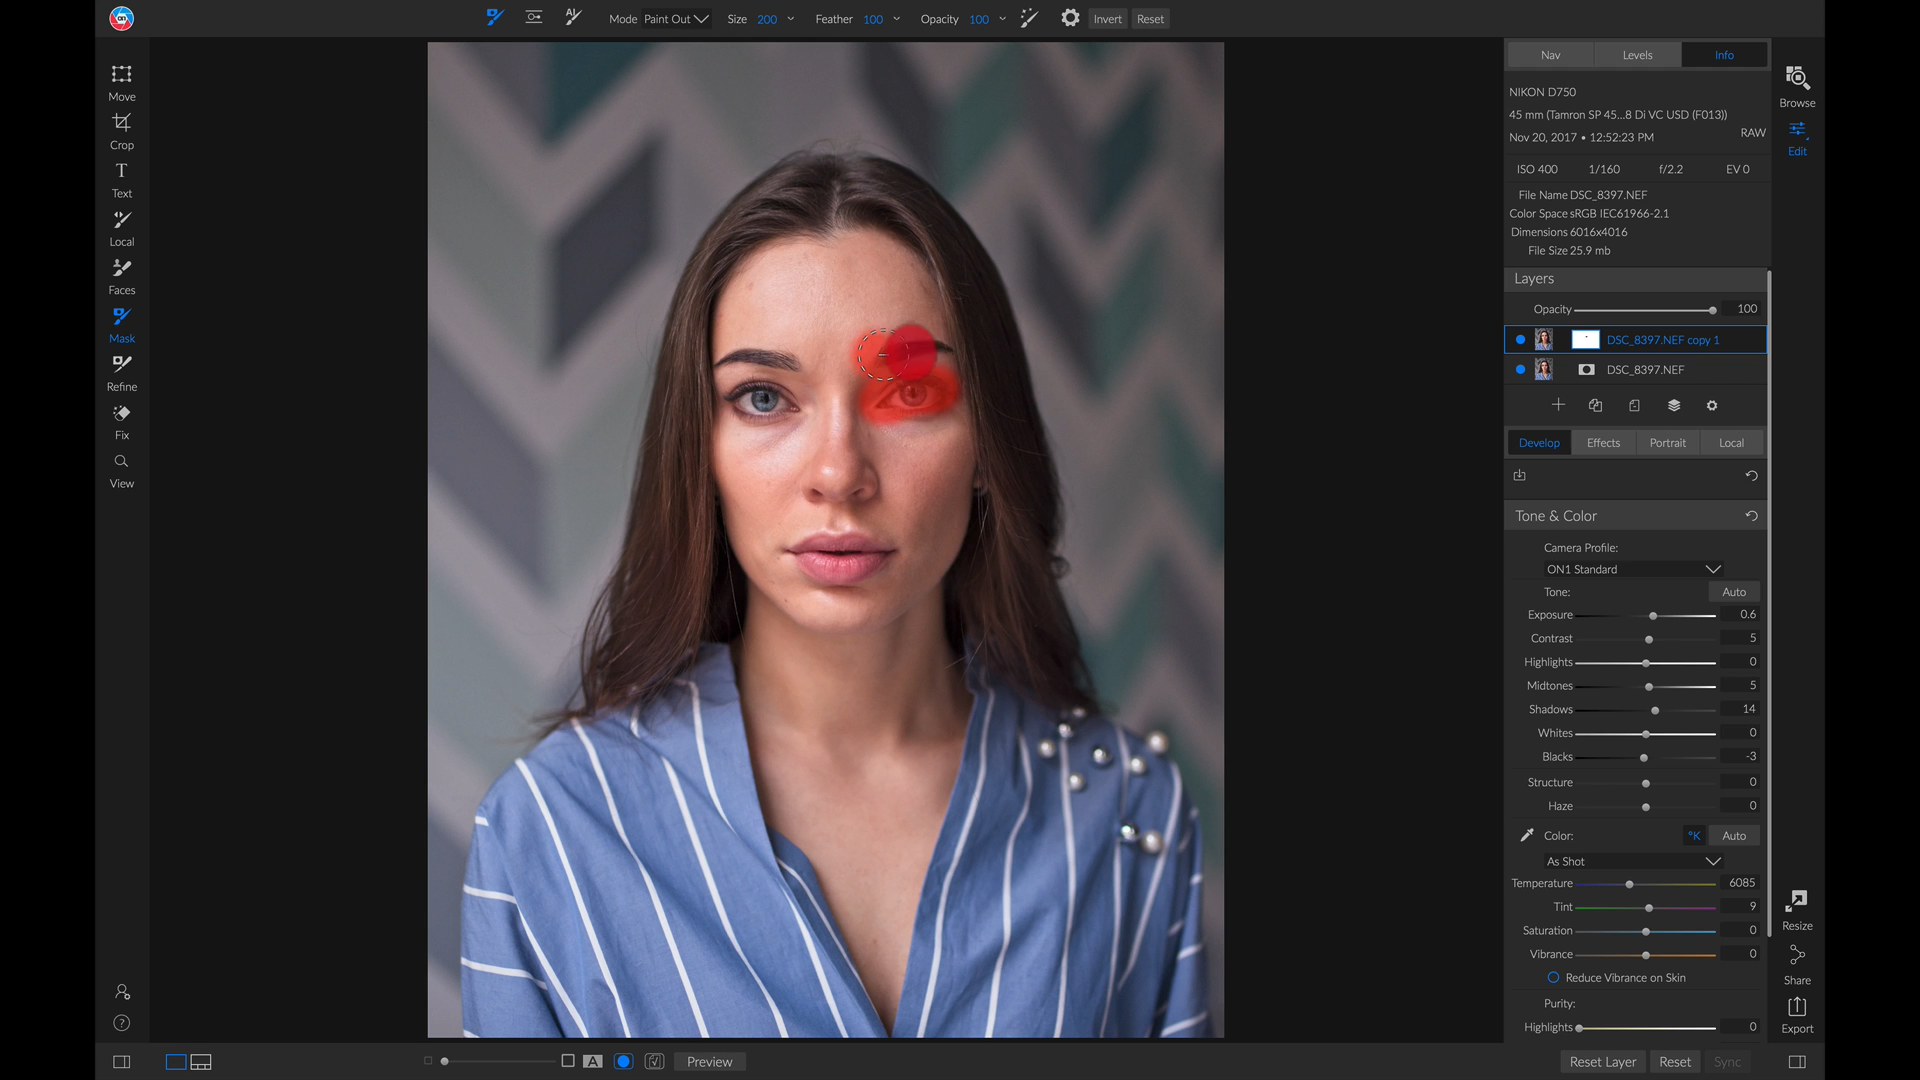 Mode Paint Out Size 200 Feather 100 Opacity 100 Invert Reset
Move
Crop
T
Text
Local
Faces
Mask
Refine
Fix
View
?
Nav Levels Info
NIKON D750
45 mm (Tamron SP 45...8 Di VC USD (F013))
Nov 20, 2017 • 12:52:23 PM
RAW
ISO 400 1/160 f/2.2 EV 0
File Name DSC_8397.NEF
Color Space sRGB IEC61966-2.1
Dimensions 6016x4016
File Size 25.9 mb
Layers
Opacity 100
DSC_8397.NEF copy 1
DSC_8397.NEF
Develop Effects Portrait Local
Tone & Color
Camera Profile:
ON1 Standard
Tone: Auto
Exposure 0.6
Contrast 5
Highlights 0
Midtones 5
Shadows 14
Whites 0
Blacks -3
Structure 0
Haze 0
Color: °K Auto
As Shot
Temperature 6085
Tint 9
Saturation 0
Vibrance 0
Reduce Vibrance on Skin
Purity:
Highlights 0
Browse
Edit
Resize
Share
Export
A Preview
Reset Layer Reset Sync